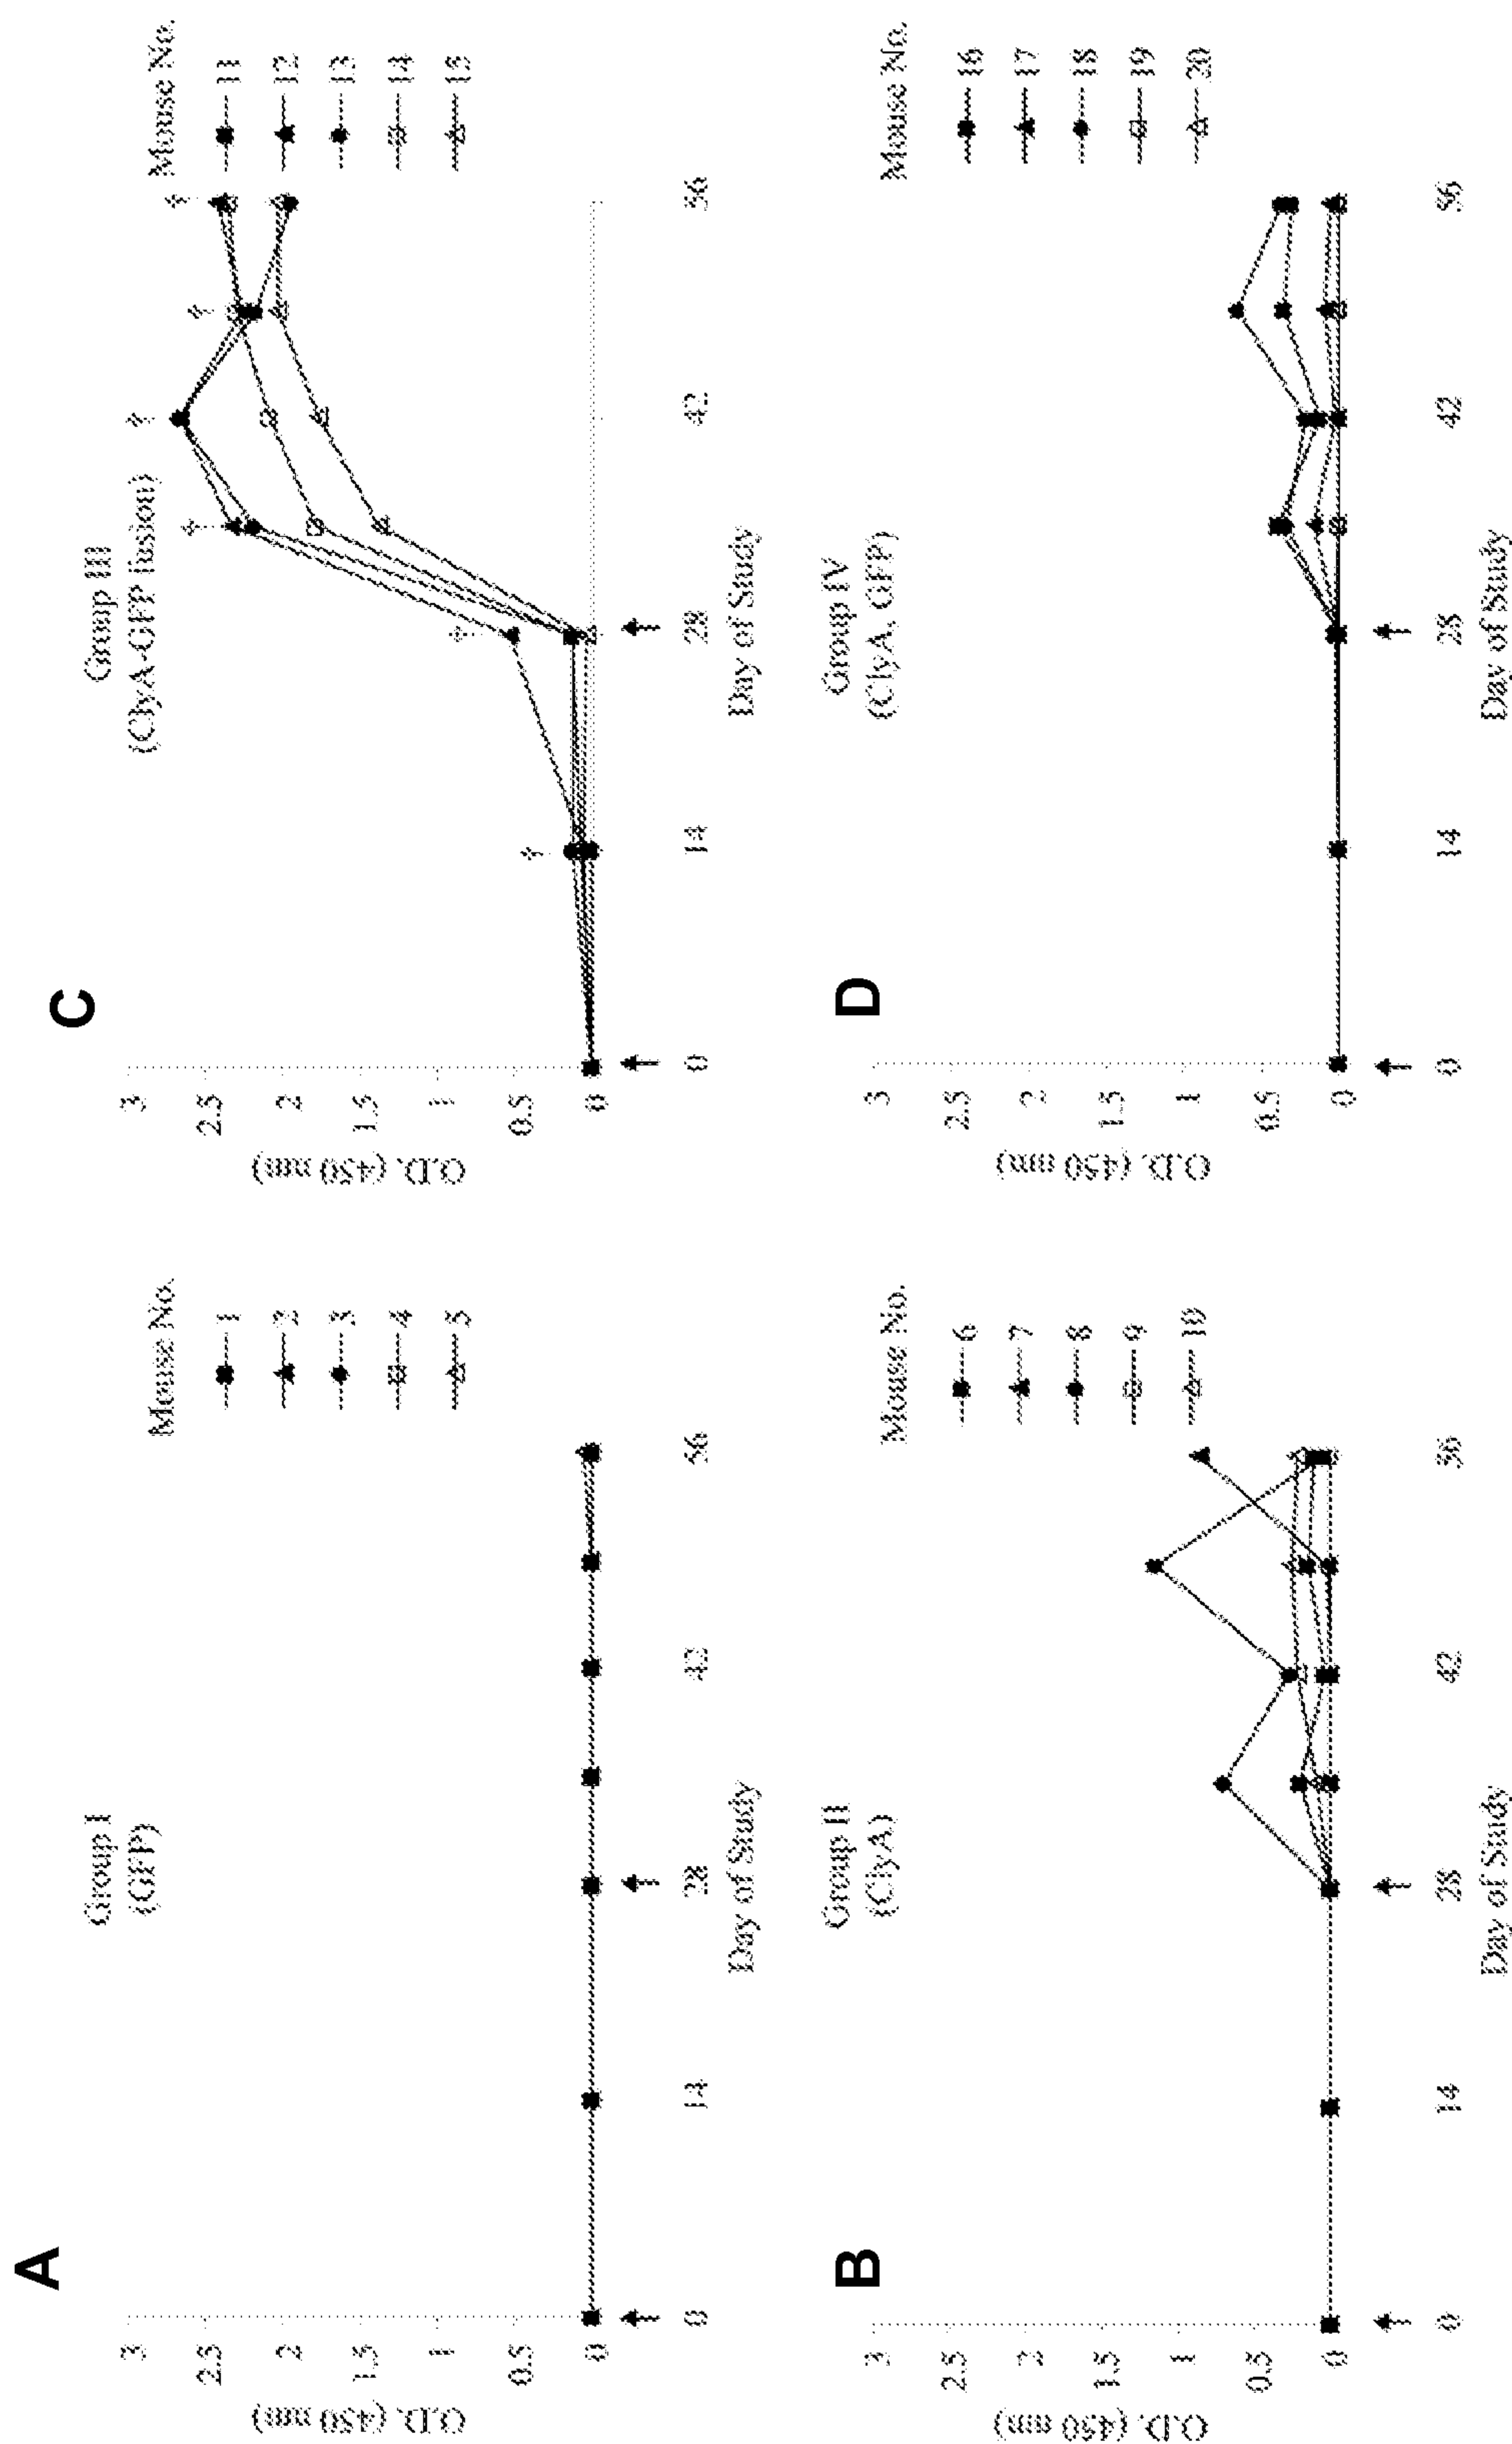 A
Group I
(GFP)
O.D. (450 nm)
3
2.5
2
1.5
1
0.5
0
0 14 28 42 56
Day of Study
Mouse No.
1
2
3
4
5
B
Group II
(ClyA)
O.D. (450 nm)
3
2.5
2
1.5
1
0.5
0
0 14 28 42 56
Day of Study
Mouse No.
6
7
8
9
10
C
Group III
(ClyA-GFP fusion)
O.D. (450 nm)
3
2.5
2
1.5
1
0.5
0
0 14 28 42 56
Day of Study
Mouse No.
11
12
13
14
15
† † † † † †
D
Group IV
(ClyA, GFP)
O.D. (450 nm)
3
2.5
2
1.5
1
0.5
0
0 14 28 42 56
Day of Study
Mouse No.
16
17
18
19
20